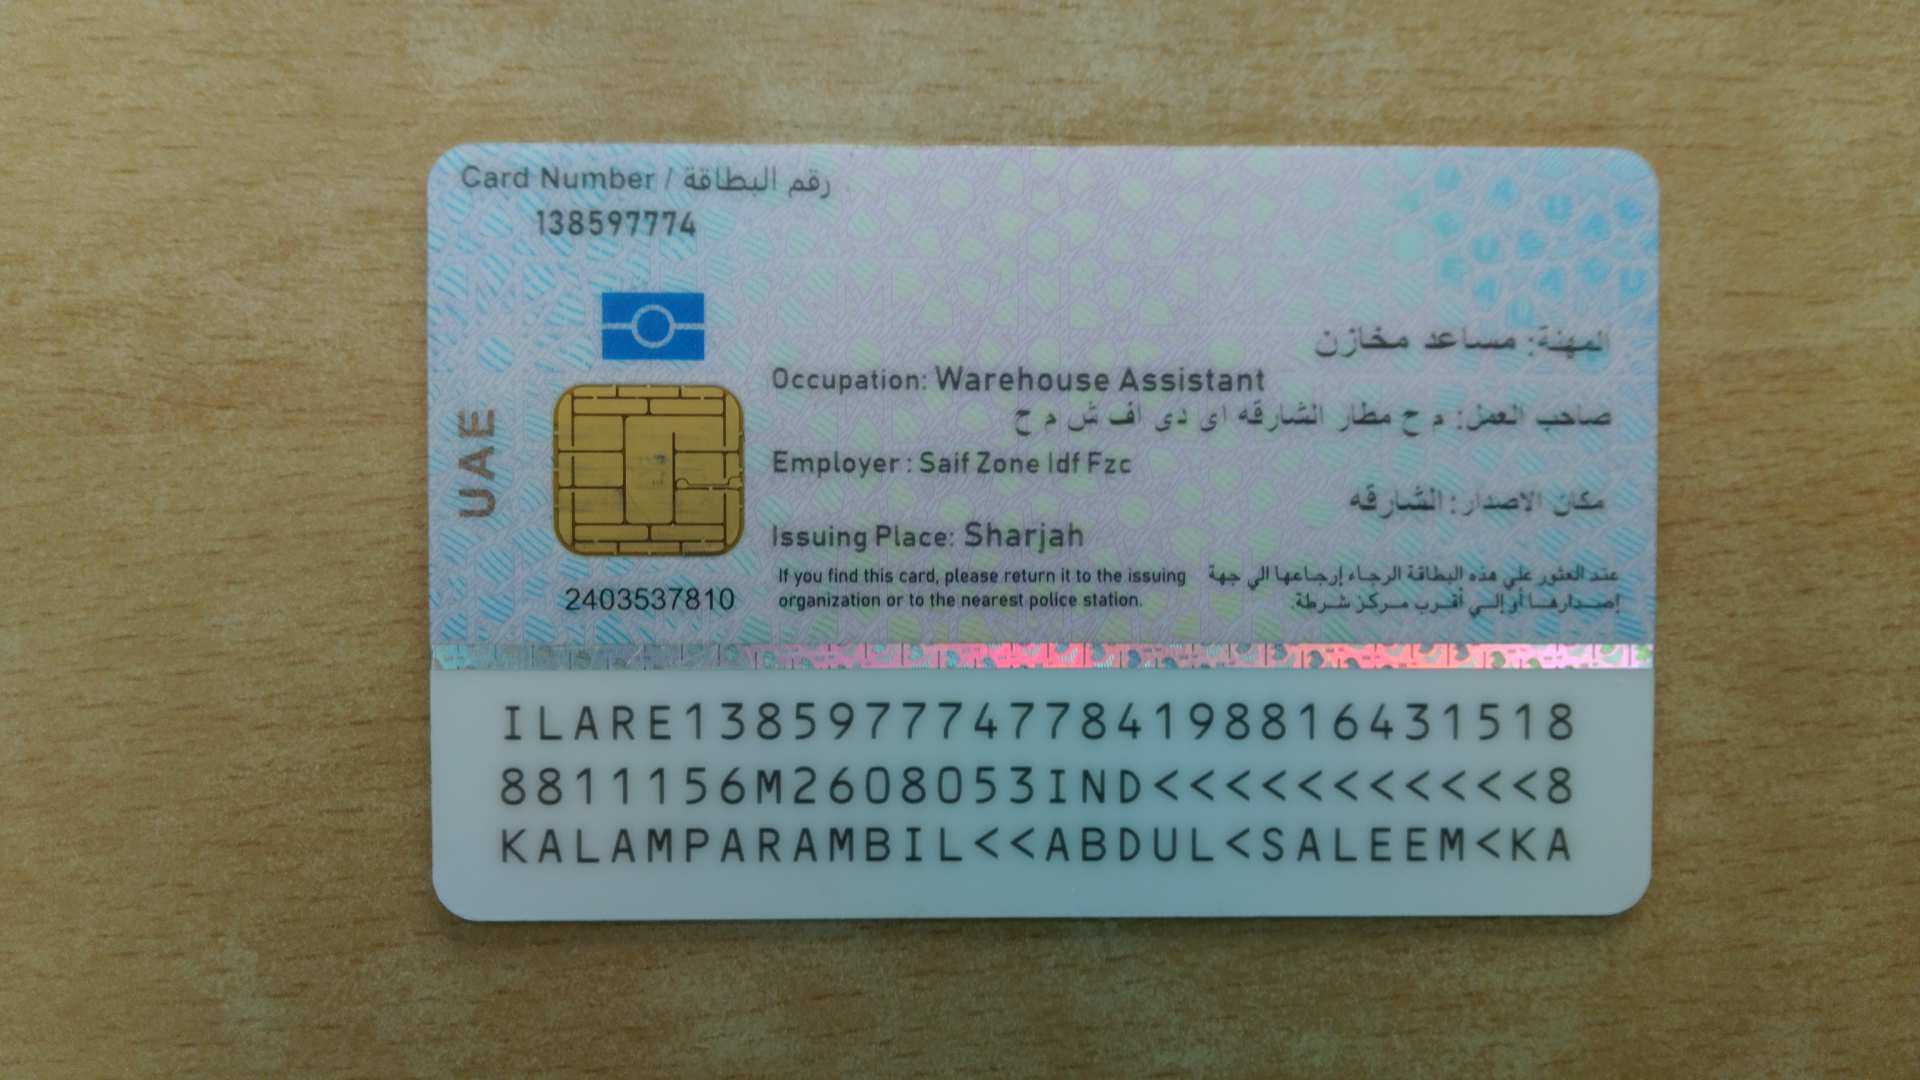 Card Number / رقم البطاقة
138597774
المهنة: مساعد مخازن
Occupation: Warehouse Assistant
صاحب العمل: م ح مطار الشارقه اى دى اف ش م ح
Employer : Saif Zone Idf Fzc
مكان الاصدار: الشارقه
Issuing Place: Sharjah
UAE
2403537810
If you find this card, please return it to the issuing
organization or to the nearest police station.
عند العثور علي هذه البطاقة الرجاء إرجاعها الي جهة
إصدارها أو إلي أقرب مركز شرطة.
ILARE1385977747784198816431518
8811156M2608053IND<<<<<<<<<<<8
KALAMPARAMBIL<<ABDUL<SALEEM<KA